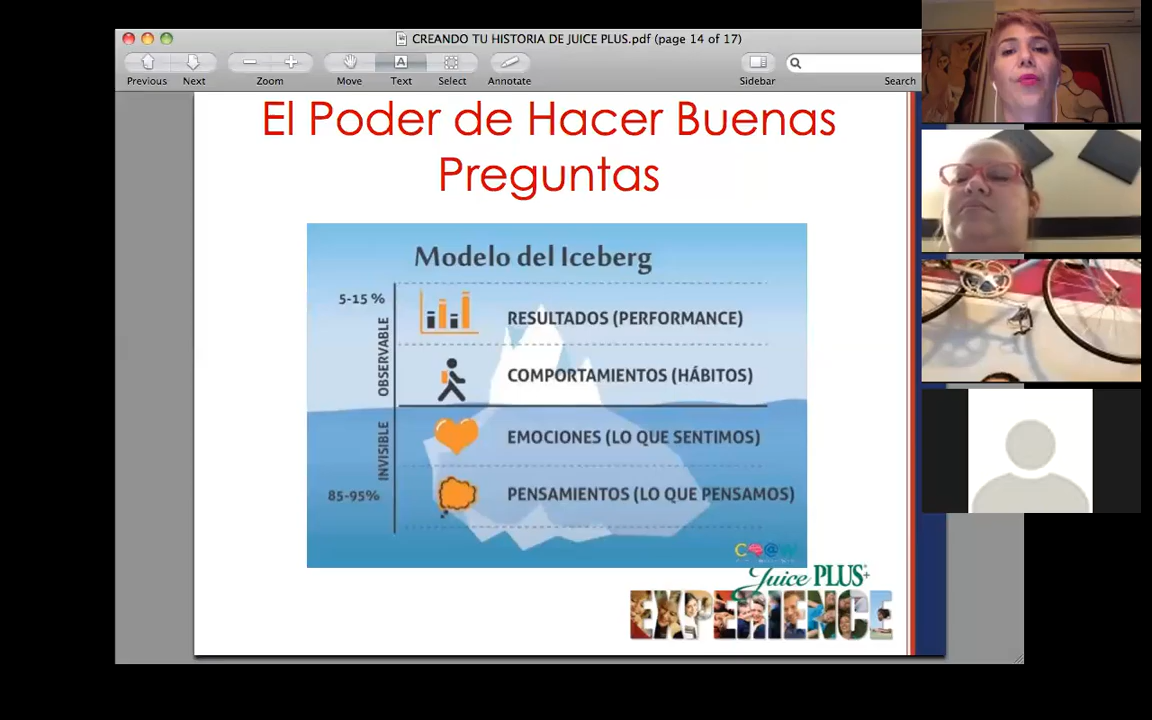 CREANDO TU HISTORIA DE JUICE PLUS.pdf (page 14 of 17)
Previous Next Zoom Move Text Select Annotate Sidebar Search
El Poder de Hacer Buenas
Preguntas
Modelo del Iceberg
5-15 %
OBSERVABLE
RESULTADOS (PERFORMANCE)
COMPORTAMIENTOS (HÁBITOS)
INVISIBLE
EMOCIONES (LO QUE SENTIMOS)
85-95%
PENSAMIENTOS (LO QUE PENSAMOS)
Juice PLUS+
EXPERIENCE